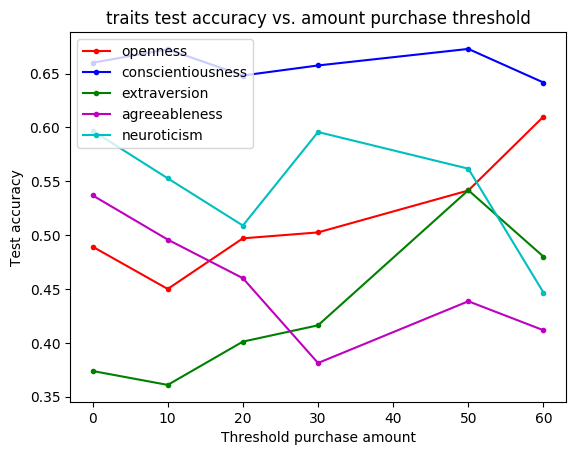 traits test accuracy vs. amount purchase threshold
openness
conscientiousness
extraversion
agreeableness
neuroticism
Test accuracy
0.65
0.60
0.55
0.50
0.45
0.40
0.35
0 10 20 30 40 50 60
Threshold purchase amount